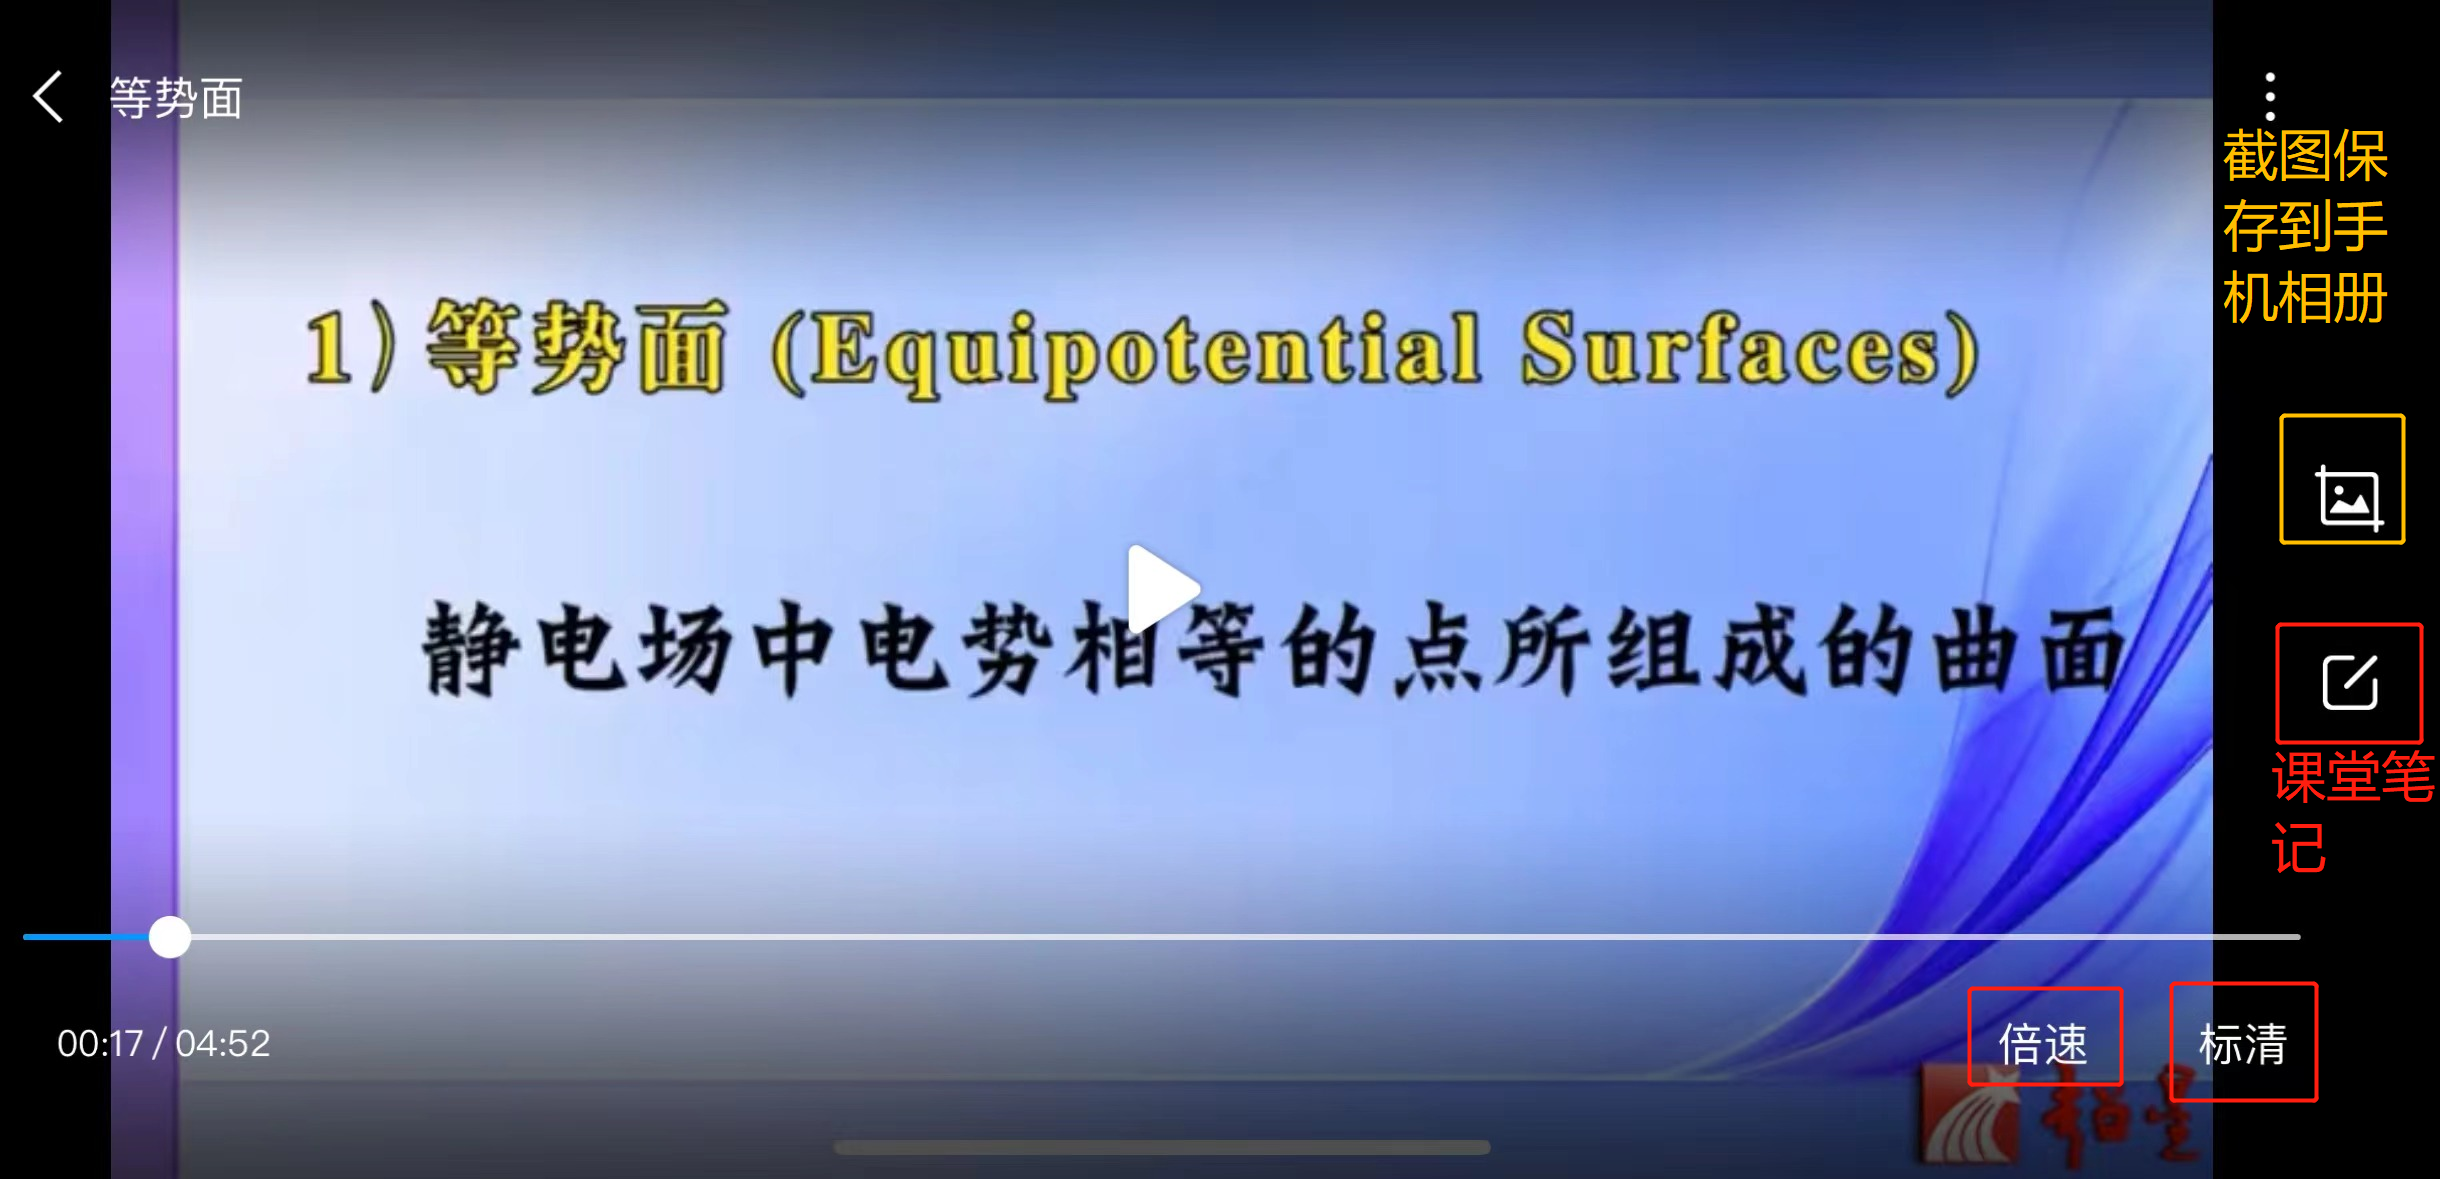 等势面
截图保
存到手
机相册
1) 等势面 (Equipotential Surfaces)
静电场中电势相等的点所组成的曲面
课堂笔
记
00:17 / 04:52
倍速
标清